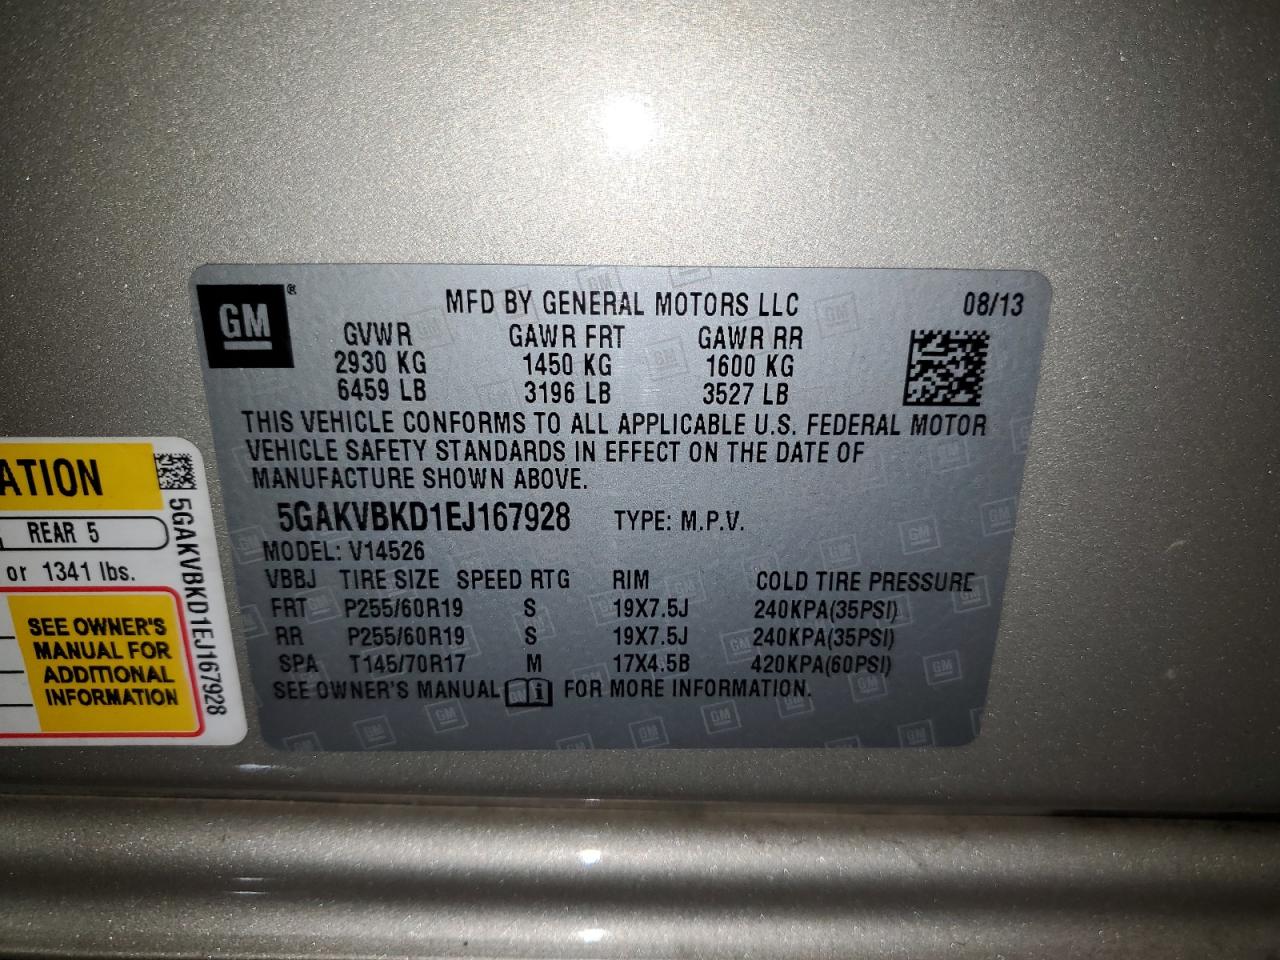 GM®
MFD BY GENERAL MOTORS LLC 08/13
GVWR GAWR FRT GAWR RR
2930 KG 1450 KG 1600 KG
6459 LB 3196 LB 3527 LB
THIS VEHICLE CONFORMS TO ALL APPLICABLE U.S. FEDERAL MOTOR
VEHICLE SAFETY STANDARDS IN EFFECT ON THE DATE OF
MANUFACTURE SHOWN ABOVE.
5GAKVBKD1EJ167928 TYPE: M.P.V.
MODEL: V14526
VBBJ TIRE SIZE SPEED RTG RIM COLD TIRE PRESSURE
FRT P255/60R19 S 19X7.5J 240KPA(35PSI)
RR P255/60R19 S 19X7.5J 240KPA(35PSI)
SPA T145/70R17 M 17X4.5B 420KPA(60PSI)
SEE OWNER'S MANUAL FOR MORE INFORMATION.
ATION
REAR 5
or 1341 lbs.
SEE OWNER'S
MANUAL FOR
ADDITIONAL
INFORMATION
5GAKVBKD1EJ167928